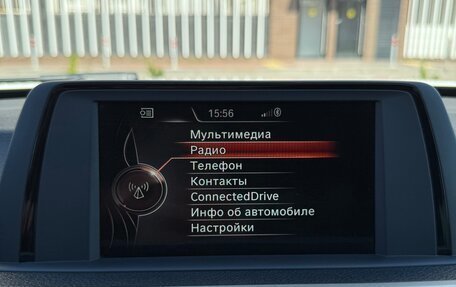 15:56
Мультимедиа
Радио
Телефон
Контакты
ConnectedDrive
Инфо об автомобиле
Настройки